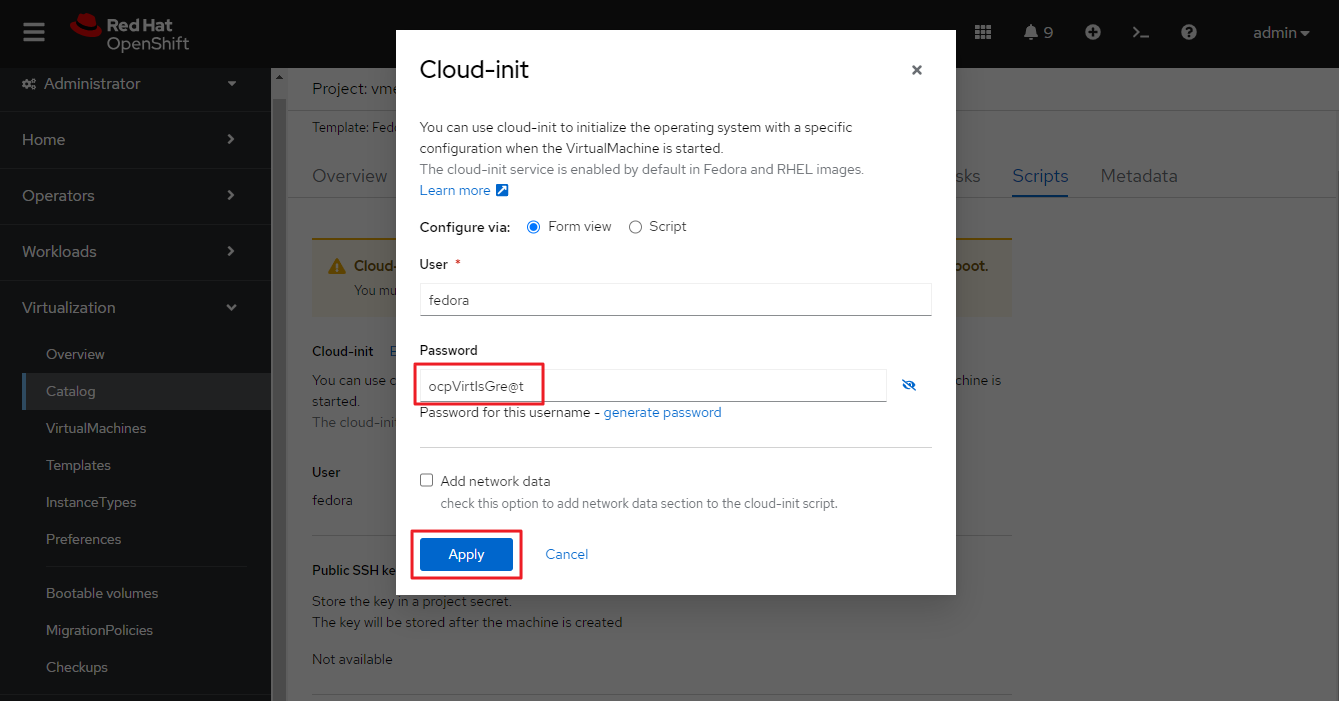 Red Hat
OpenShift
9
admin
Administrator
Home
Operators
Workloads
Virtualization
Overview
Catalog
VirtualMachines
Templates
InstanceTypes
Preferences
Bootable volumes
MigrationPolicies
Checkups
Project: vme
Template: Fed
Overview
sks
Scripts
Metadata
Cloud-
boot.
You mu
Cloud-init E
You can use c
chine is
started.
The cloud-init
User
fedora
Public SSH ke
Store the key in a project secret.
The key will be stored after the machine is created
Not available
Cloud-init
You can use cloud-init to initialize the operating system with a specific
configuration when the VirtualMachine is started.
The cloud-init service is enabled by default in Fedora and RHEL images.
Learn more
Configure via: Form view Script
User *
fedora
Password
ocpVirtIsGre@t
Password for this username - generate password
Add network data
check this option to add network data section to the cloud-init script.
Apply Cancel